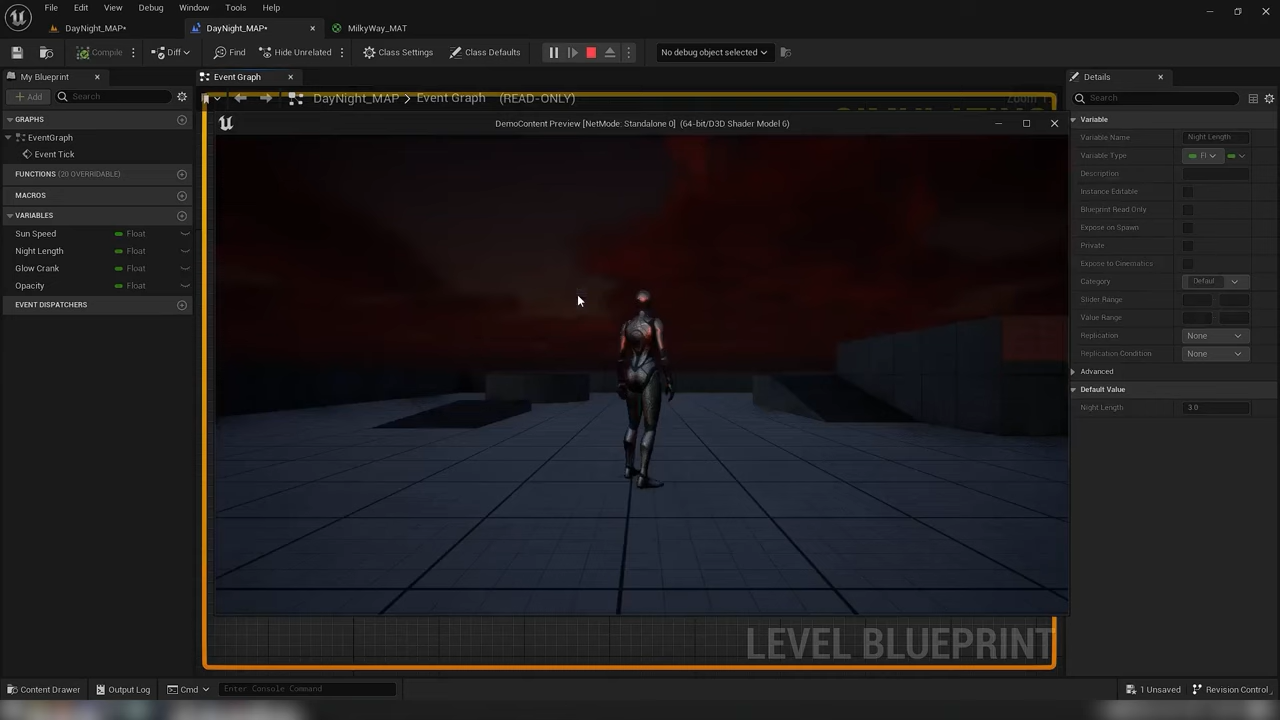 File Edit View Debug Window Tools Help
DayNight_MAP* DayNight_MAP* MilkyWay_MAT
Compile Diff Find Hide Unrelated Class Settings Class Defaults No debug object selected
My Blueprint Event Graph Details
Add Search DayNight_MAP > Event Graph (READ-ONLY) Search
GRAPHS
EventGraph
Event Tick
FUNCTIONS (20 OVERRIDABLE)
MACROS
VARIABLES
Sun Speed Float
Night Length Float
Glow Crank Float
Opacity Float
EVENT DISPATCHERS
DemoContent Preview [NetMode: Standalone 0] (64-bit/D3D Shader Model 6)
LEVEL BLUEPRINT
Variable
Variable Name Night Length
Variable Type Fl
Description
Instance Editable
Blueprint Read Only
Expose on Spawn
Private
Expose to Cinematics
Category Defaul
Slider Range
Value Range
Replication None
Replication Condition None
Advanced
Default Value
Night Length 3.0
Content Drawer Output Log Cmd Enter Console Command 1 Unsaved Revision Control